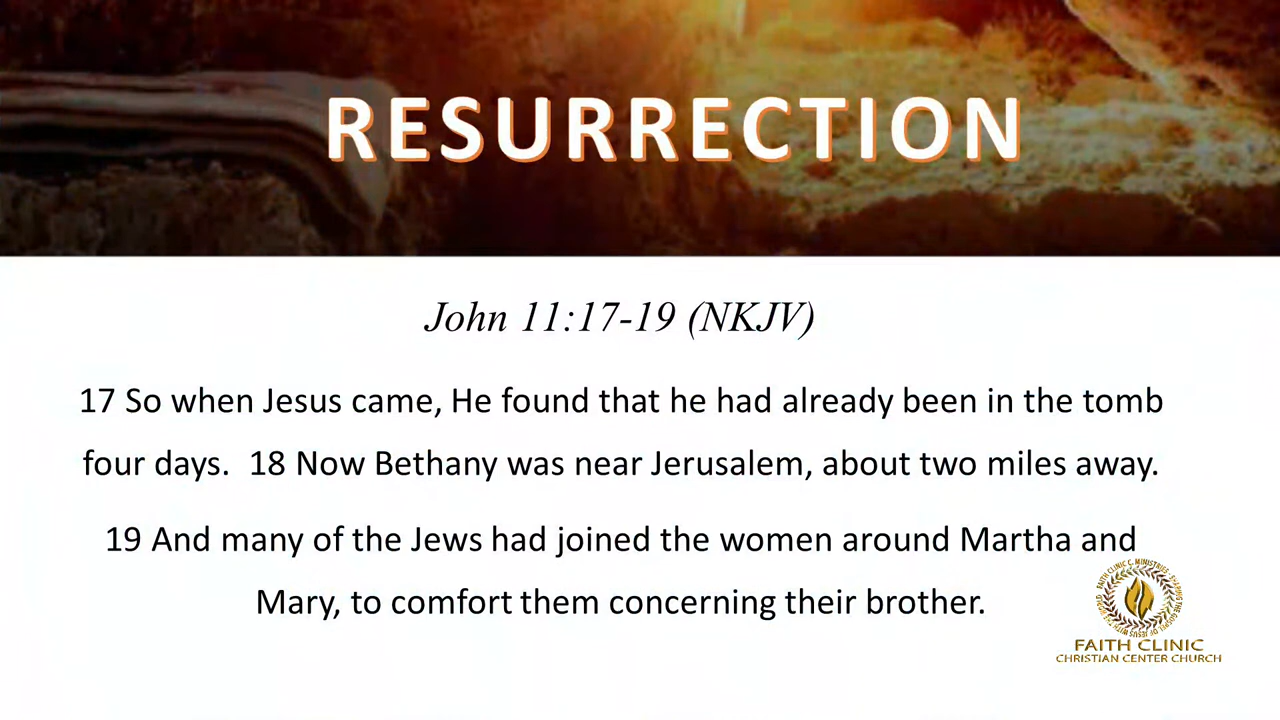 RESURRECTION
John 11:17-19 (NKJV)
17 So when Jesus came, He found that he had already been in the tomb
four days.  18 Now Bethany was near Jerusalem, about two miles away.
19 And many of the Jews had joined the women around Martha and
Mary, to comfort them concerning their brother.
FAITH CLINIC C. MINISTRIES
FAITH CLINIC
CHRISTIAN CENTER CHURCH